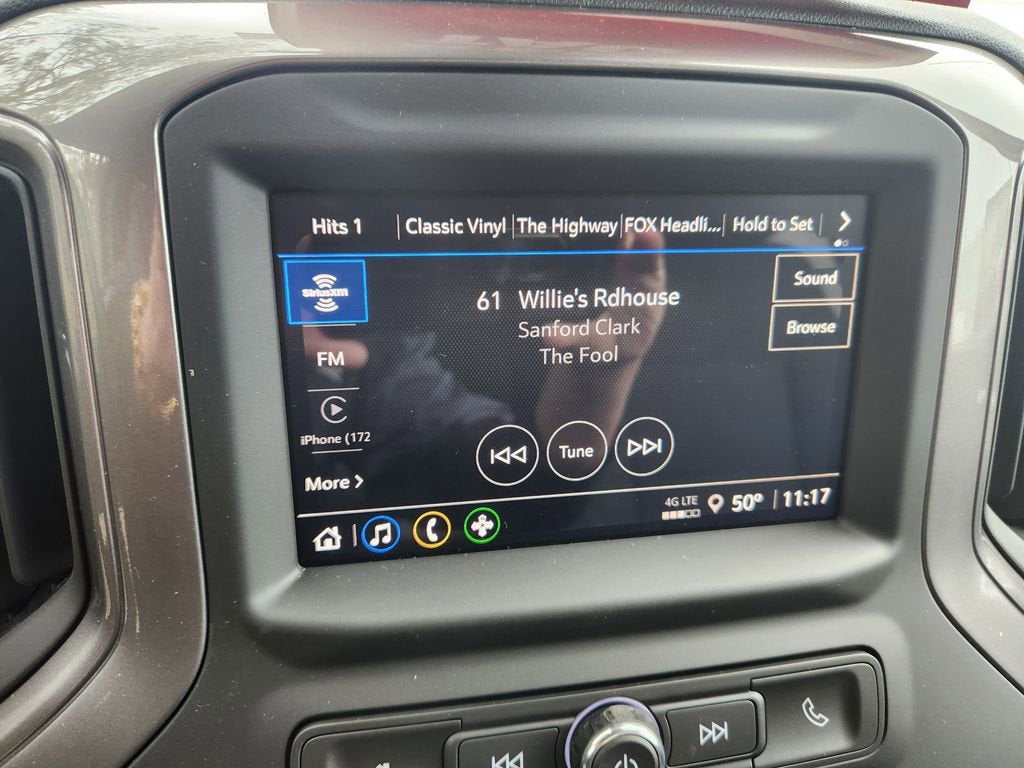 Hits 1
Classic Vinyl
The Highway
FOX Headli...
Hold to Set
SiriusXM
61 Willie's Rdhouse
Sanford Clark
The Fool
Sound
Browse
FM
iPhone (172
More
Tune
4G LTE
50°
11:17